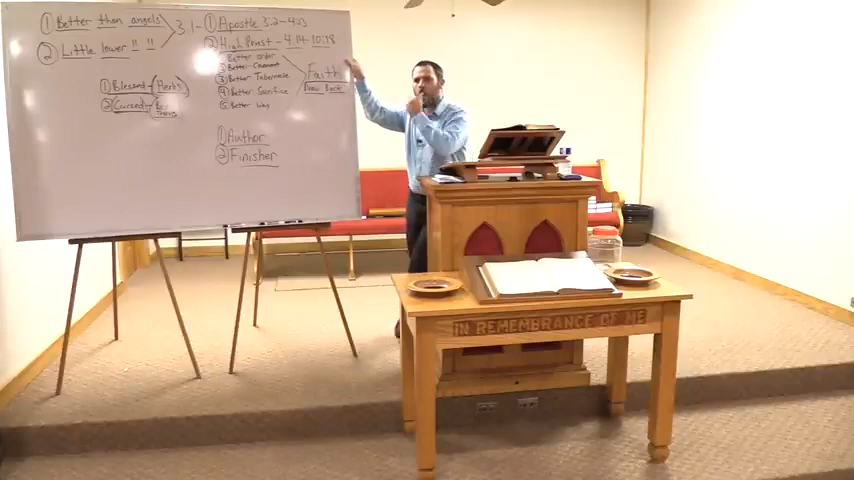 ① Better than angels
② Little lower !! !!
3:1 - ① Apostle 3:2 - 4:13
② High Priest - 4:14 - 10:18
① Better order
② Better Covenant
③ Better Tabernacle
④ Better Sacrifice
⑤ Better Way
Faith
Draw Back
① Blessed - (Herbs)
② Cursed -
① Author
② Finisher
IN REMEMBRANCE OF ME